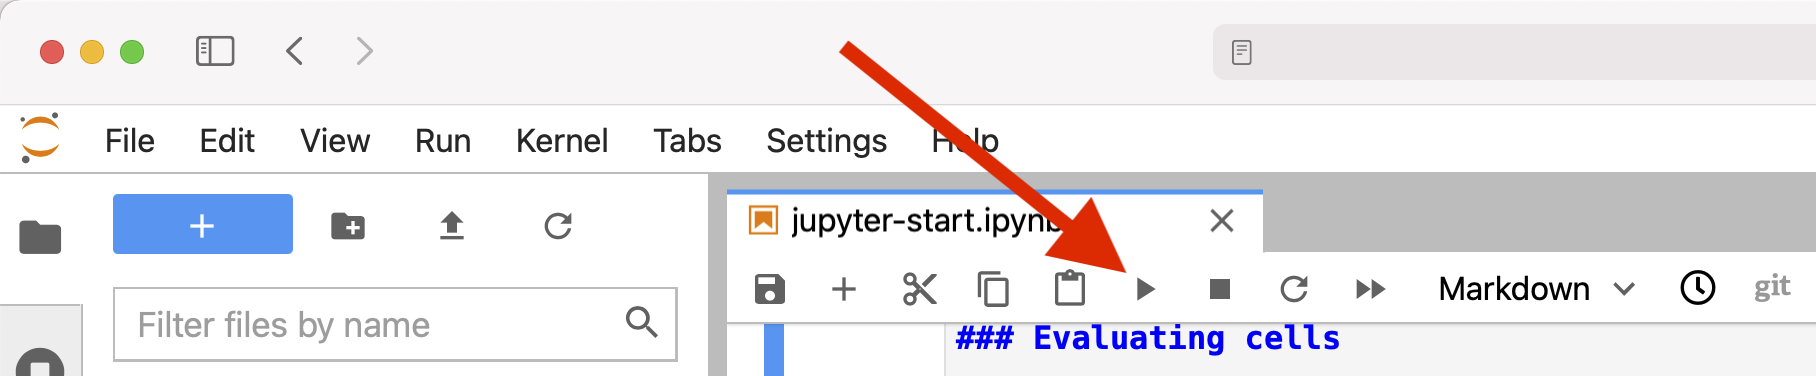 File Edit View Run Kernel Tabs Settings Help
jupyter-start.ipynb
Markdown
git
Filter files by name
### Evaluating cells